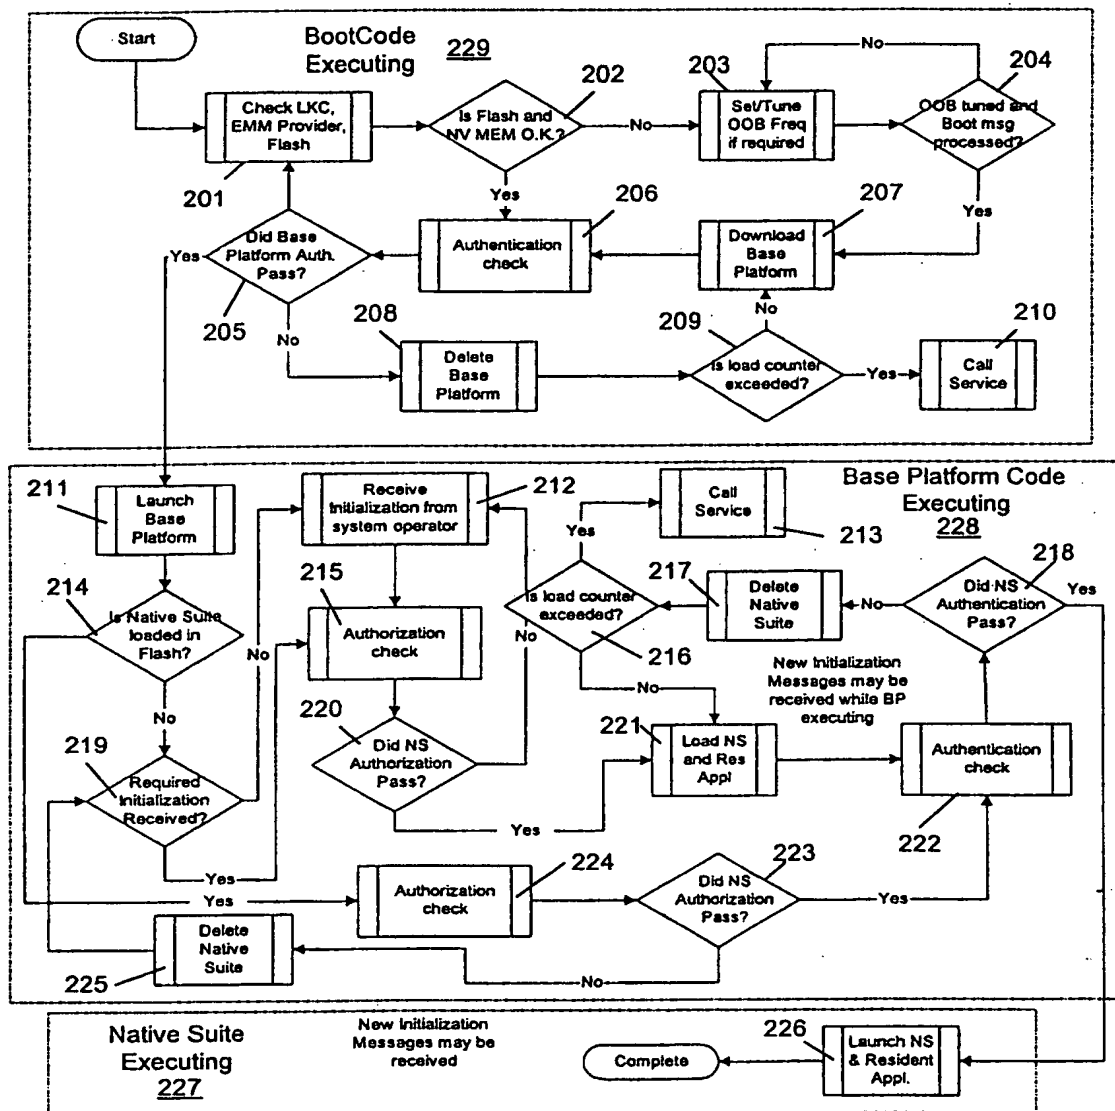 Start
BootCode
Executing
229
202
203
No
204
Check LKC,
EMM Provider,
Flash
201
Is Flash and
NV MEM O.K.?
No
Set/Tune
OOB Freq
if required
OOB tuned and
Boot msg
processed?
Yes
Yes
206
207
Yes
Did Base
Platform Auth.
Pass?
205
Authentication
check
Download
Base
Platform
No
208
No
209
210
Delete
Base
Platform
Is load counter
exceeded?
Yes
Call
Service
Base Platform Code
Executing
228
211
Launch
Base
Platform
Receive
Initialization from
system operator
212
Call
Service
213
Yes
214
Is Native Suite
loaded in
Flash?
No
215
Authorization
check
Is load counter
exceeded?
216
No
217
Delete
Native
Suite
No
Did NS
Authentication
Pass?
218
Yes
No
No
New Initialization
Messages may be
received while BP
executing
219
Required
Initialization
Received?
220
Did NS
Authorization
Pass?
221
Load NS
and Res
Appl
Authentication
check
222
Yes
Yes
Yes
Authorization
check
224
Did NS
Authorization
Pass?
223
Yes
Delete
Native
Suite
225
No
Native Suite
Executing
227
New Initialization
Messages may be
received
Complete
226
Launch NS
& Resident
Appl.